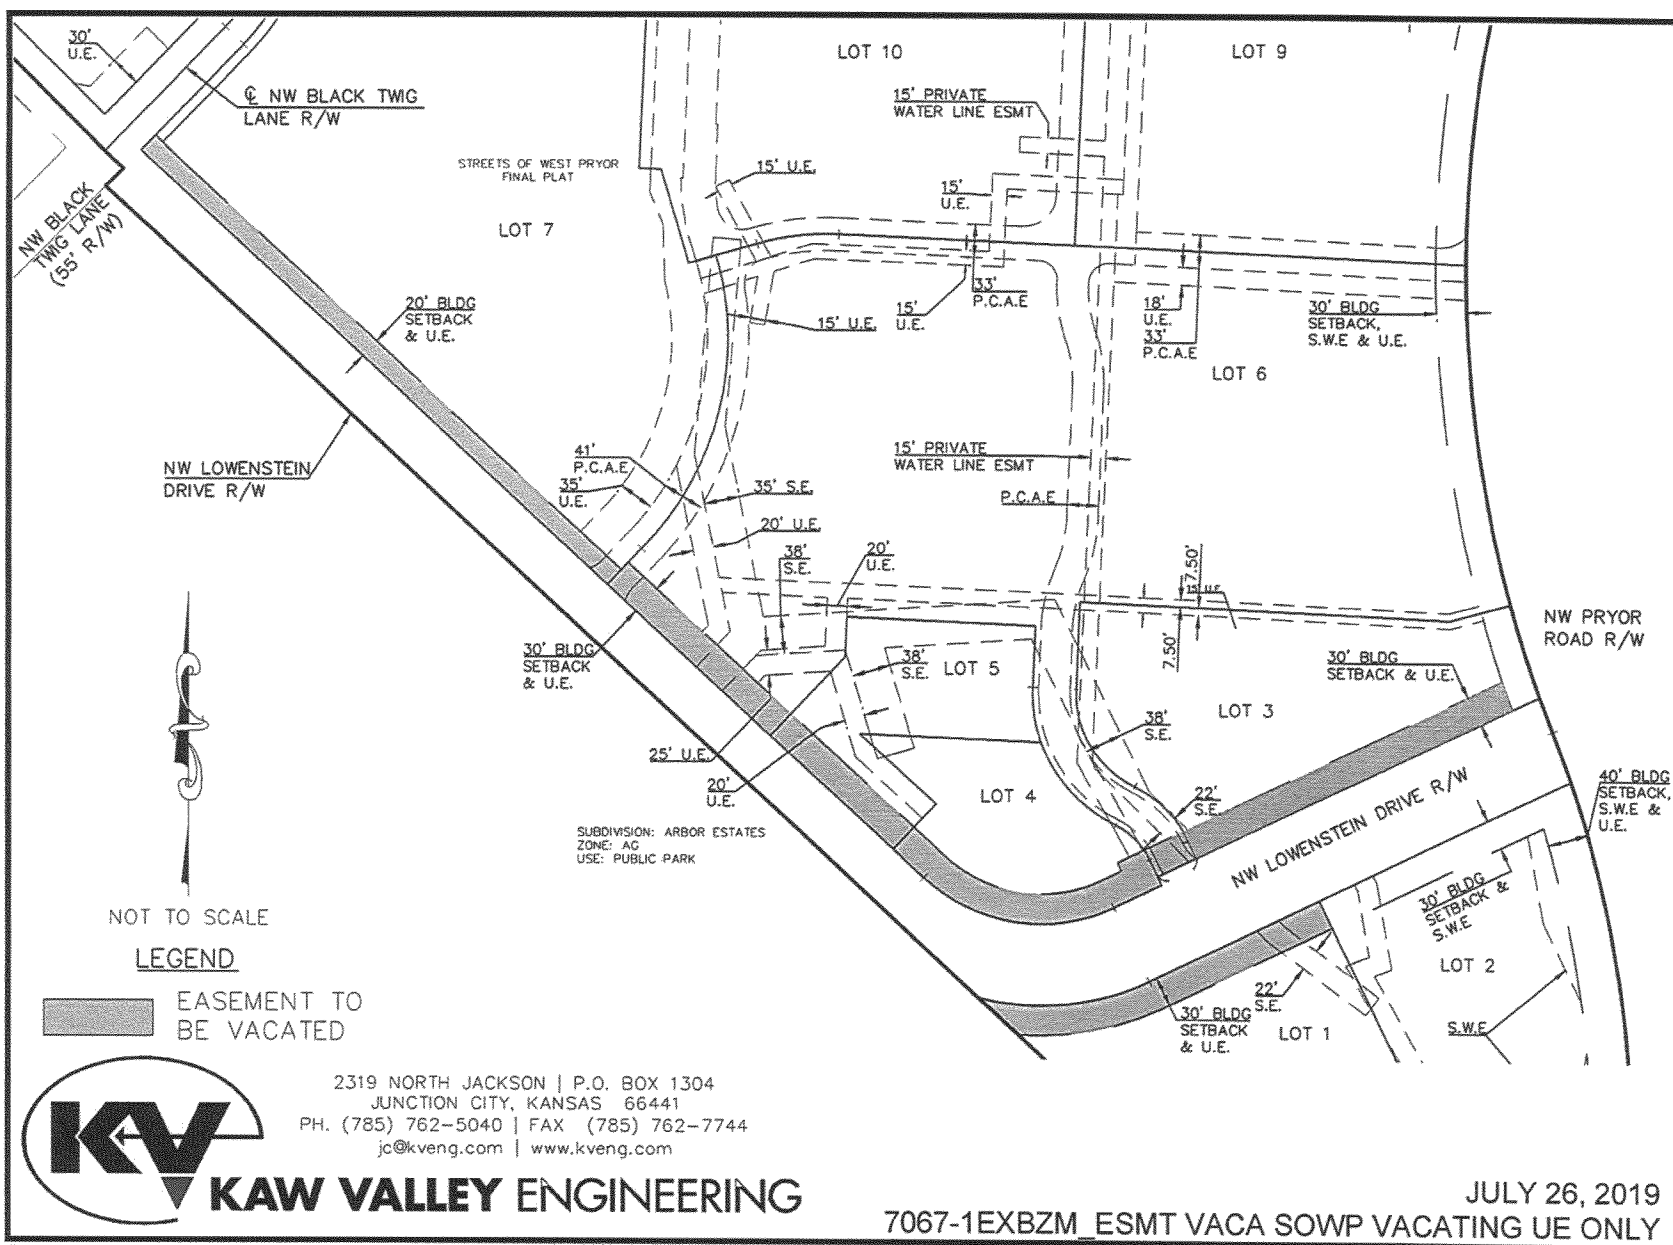 30'
U.E.
℄ NW BLACK TWIG
LANE R/W
NW BLACK
TWIG LANE
(55' R/W)
STREETS OF WEST PRYOR
FINAL PLAT
LOT 7
LOT 10
LOT 9
15' PRIVATE
WATER LINE ESMT
15' U.E.
15'
U.E.
33'
P.C.A.E
15'
U.E.
15' U.E.
18'
U.E.
33'
P.C.A.E
30' BLDG
SETBACK,
S.W.E & U.E.
LOT 6
20' BLDG
SETBACK
& U.E.
NW LOWENSTEIN
DRIVE R/W
41'
P.C.A.E
35'
U.E.
35' S.E.
20' U.E.
38'
S.E.
20'
U.E.
15' PRIVATE
WATER LINE ESMT
P.C.A.E
7.50'
15' U.E.
7.50'
NW PRYOR
ROAD R/W
30' BLDG
SETBACK
& U.E.
38'
S.E.
LOT 5
30' BLDG
SETBACK & U.E.
LOT 3
38'
S.E.
25' U.E.
20'
U.E.
LOT 4
22'
S.E.
40' BLDG
SETBACK,
S.W.E &
U.E.
SUBDIVISION: ARBOR ESTATES
ZONE: AG
USE: PUBLIC PARK
NW LOWENSTEIN DRIVE R/W
30' BLDG
SETBACK &
S.W.E
LOT 2
22'
S.E.
30' BLDG
SETBACK
& U.E.
LOT 1
S.W.E
NOT TO SCALE
LEGEND
EASEMENT TO
BE VACATED
2319 NORTH JACKSON | P.O. BOX 1304
JUNCTION CITY, KANSAS 66441
PH. (785) 762-5040 | FAX (785) 762-7744
jc@kveng.com | www.kveng.com
KV
KAW VALLEY ENGINEERING
JULY 26, 2019
7067-1EXBZM_ESMT VACA SOWP VACATING UE ONLY